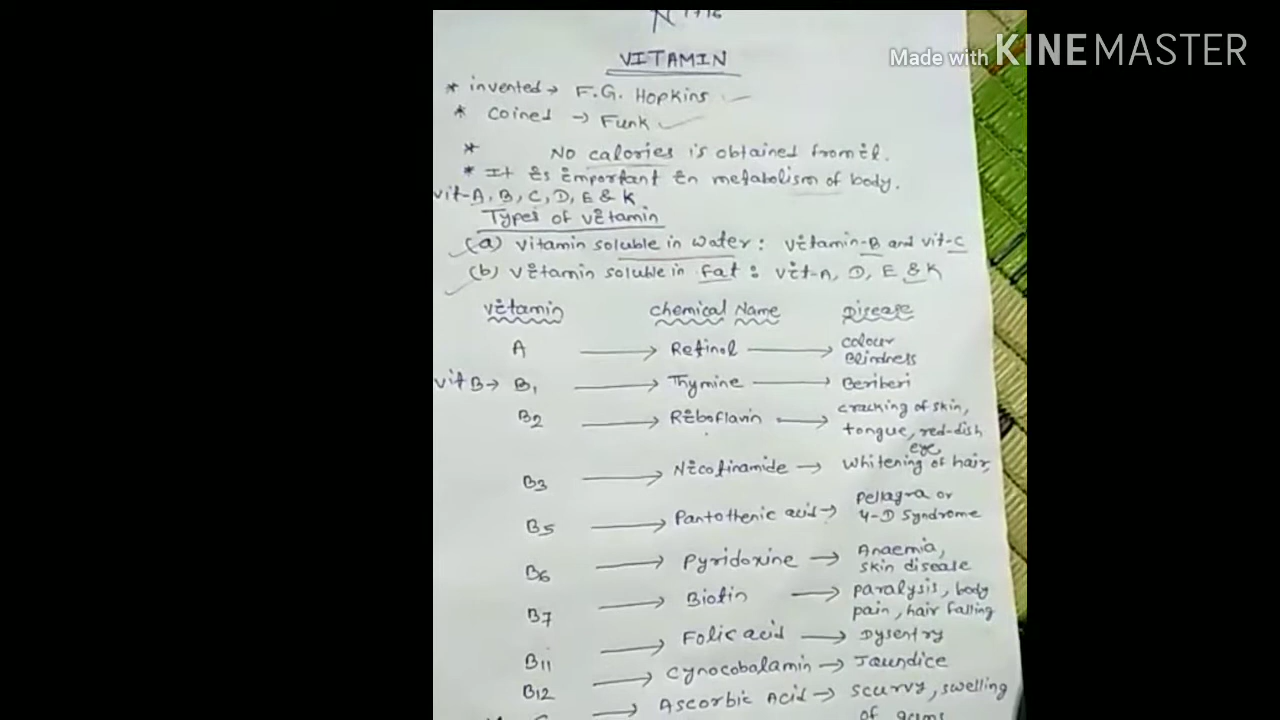 Made with KINEMASTER
VITAMIN
* invented → F.G. Hopkins
* Coined → Funk
* No calories is obtained from it.
* It is important in metabolism of body.
vit-A, B, C, D, E & K
Types of vitamin
(a) Vitamin soluble in water: vitamin-B and vit-C
(b) Vitamin soluble in fat: vit-A, D, E & K
Vitamin Chemical Name Disease
A → Retinol → Colour Blindness
vit B → B1 → Thymine → Beriberi
B2 → Riboflavin → cracking of skin, tongue, red-dish eye
B3 → Nicotinamide → Whitening of hair,
B5 → Pantothenic acid → Pellagra or 4-D Syndrome
B6 → Pyridoxine → Anaemia, skin disease
B7 → Biotin → paralysis, body pain, hair falling
B11 → Folic acid → Dysentry
B12 → Cynocobalamin → Jaundice
C → Ascorbic Acid → scurvy, swelling of gums